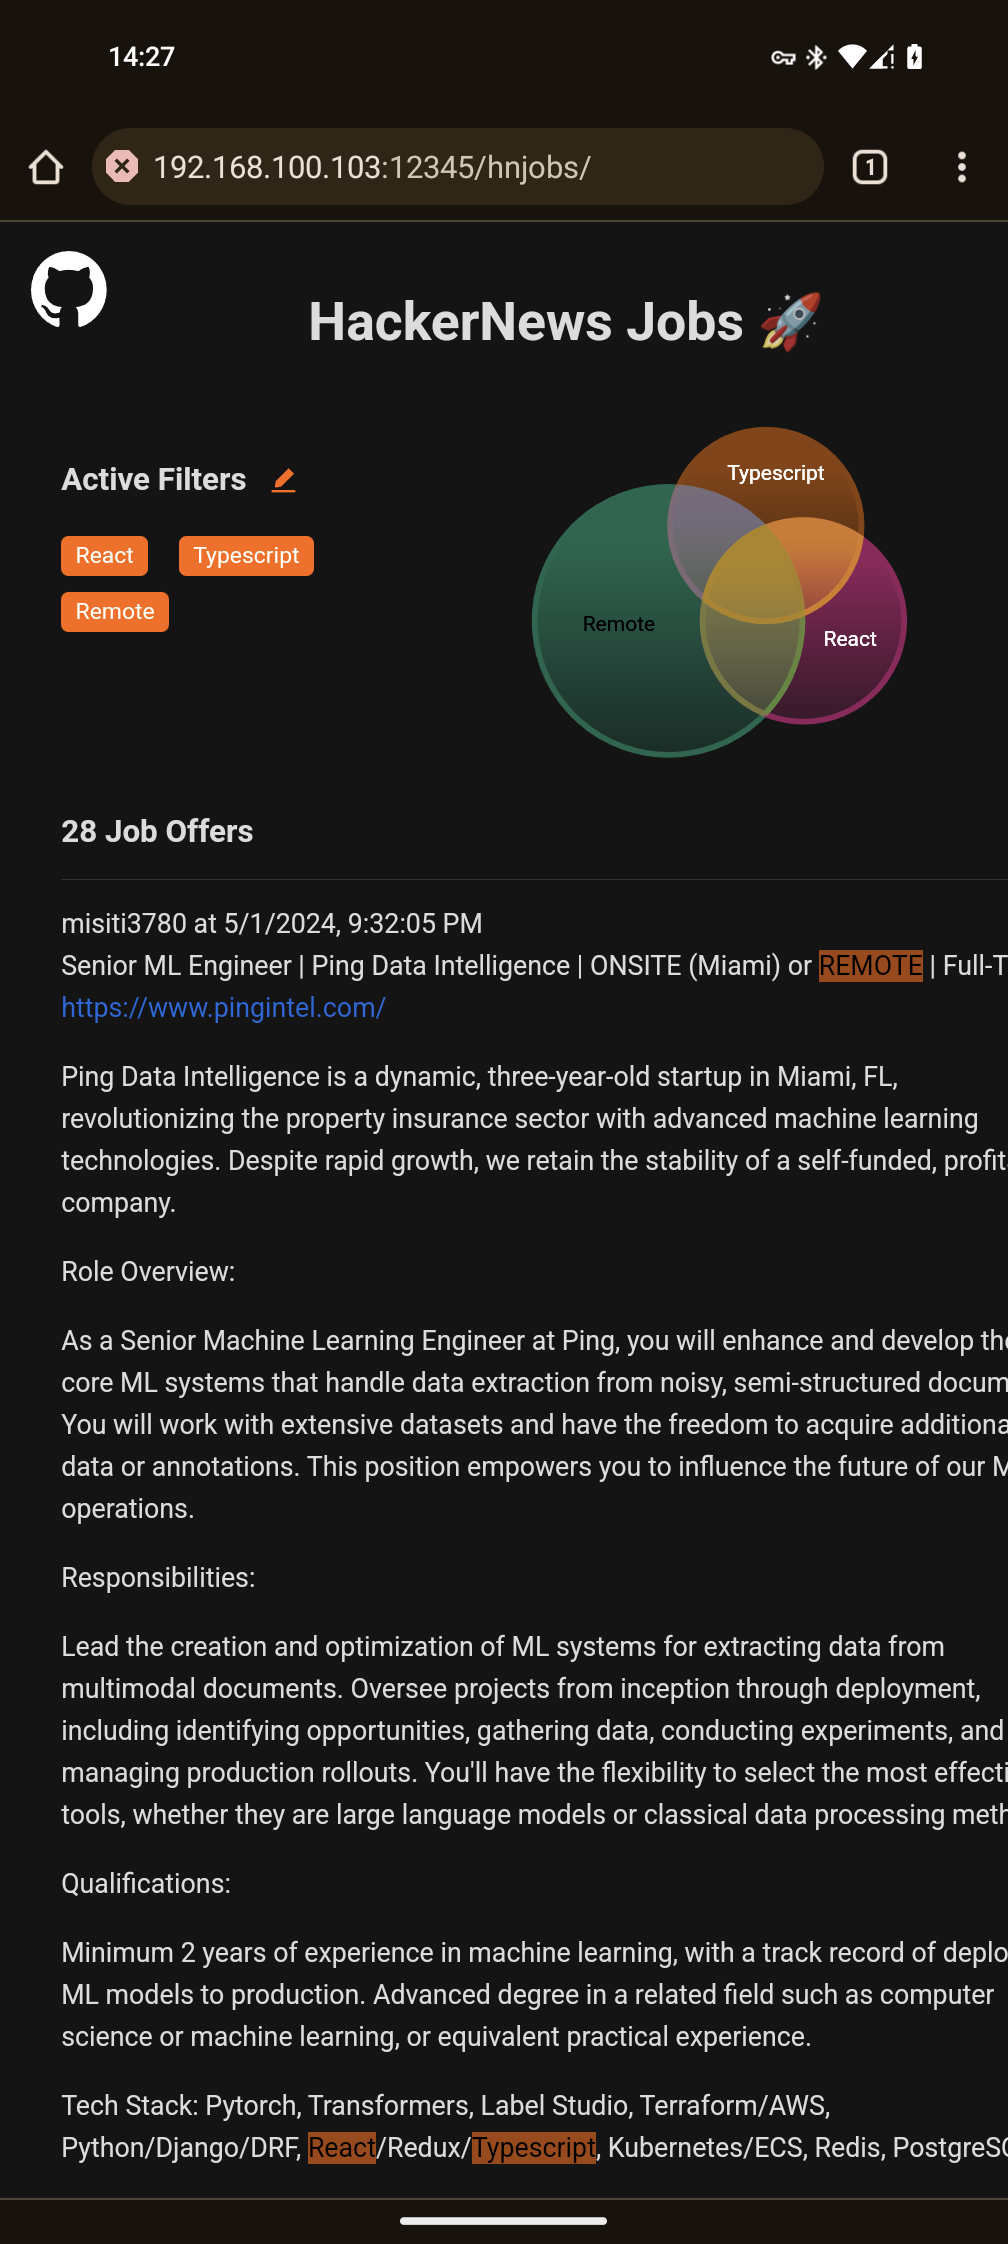 14:27
192.168.100.103:12345/hnjobs/
1
HackerNews Jobs 🚀
Active Filters
React Typescript
Remote
Typescript
Remote
React
28 Job Offers
misiti3780 at 5/1/2024, 9:32:05 PM
Senior ML Engineer | Ping Data Intelligence | ONSITE (Miami) or REMOTE | Full-T
https://www.pingintel.com/
Ping Data Intelligence is a dynamic, three-year-old startup in Miami, FL,
revolutionizing the property insurance sector with advanced machine learning
technologies. Despite rapid growth, we retain the stability of a self-funded, profit
company.
Role Overview:
As a Senior Machine Learning Engineer at Ping, you will enhance and develop the
core ML systems that handle data extraction from noisy, semi-structured docum
You will work with extensive datasets and have the freedom to acquire additiona
data or annotations. This position empowers you to influence the future of our M
operations.
Responsibilities:
Lead the creation and optimization of ML systems for extracting data from
multimodal documents. Oversee projects from inception through deployment,
including identifying opportunities, gathering data, conducting experiments, and
managing production rollouts. You'll have the flexibility to select the most effecti
tools, whether they are large language models or classical data processing meth
Qualifications:
Minimum 2 years of experience in machine learning, with a track record of deplo
ML models to production. Advanced degree in a related field such as computer
science or machine learning, or equivalent practical experience.
Tech Stack: Pytorch, Transformers, Label Studio, Terraform/AWS,
Python/Django/DRF, React/Redux/Typescript, Kubernetes/ECS, Redis, PostgreSQ